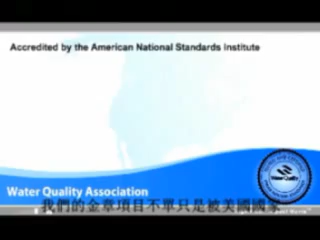 Accredited by the American National Standards Institute
Water Quality Association
我們的金章項目不單只是被美國國家